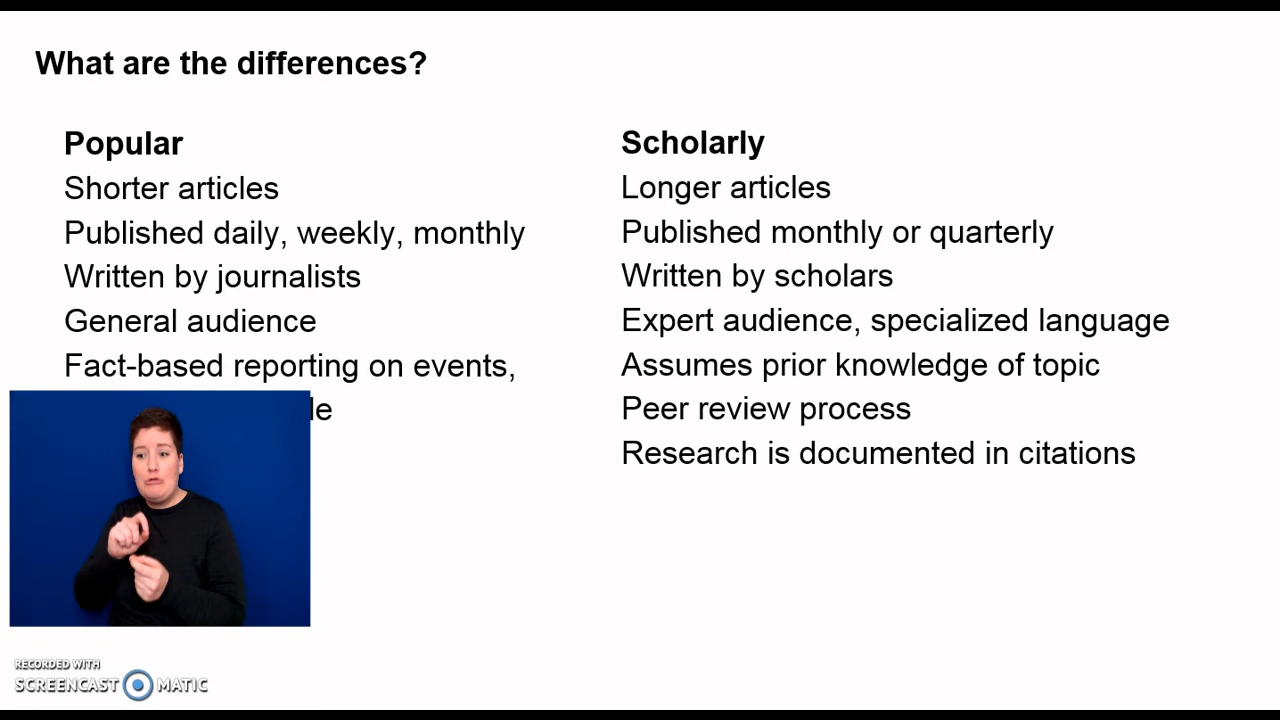 What are the differences?
Popular
Shorter articles
Published daily, weekly, monthly
Written by journalists
General audience
Fact-based reporting on events,
Scholarly
Longer articles
Published monthly or quarterly
Written by scholars
Expert audience, specialized language
Assumes prior knowledge of topic
Peer review process
Research is documented in citations
RECORDED WITH
SCREENCAST MATIC